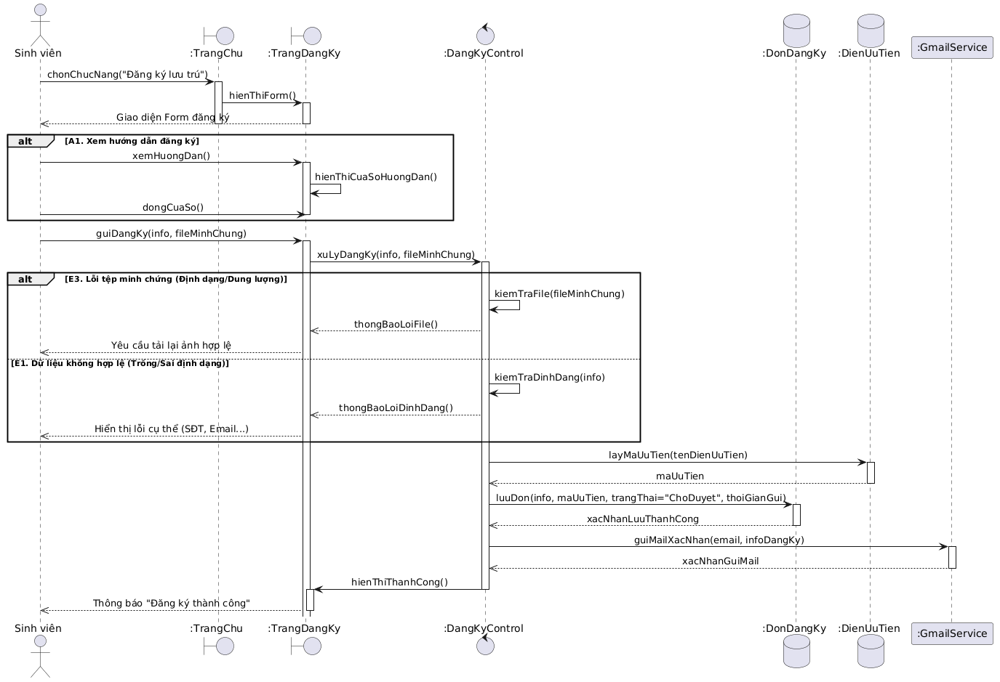 Sinh viên
:TrangChu
:TrangDangKy
:DangKyControl
:DonDangKy
:DienUuTien
:GmailService
chonChucNang("Đăng ký lưu trú")
hienThiForm()
Giao diện Form đăng ký
alt [A1. Xem hướng dẫn đăng ký]
xemHuongDan()
hienThiCuaSoHuongDan()
dongCuaSo()
guiDangKy(info, fileMinhChung)
xuLyDangKy(info, fileMinhChung)
alt [E3. Lỗi tệp minh chứng (Định dạng/Dung lượng)]
kiemTraFile(fileMinhChung)
thongBaoLoiFile()
Yêu cầu tải lại ảnh hợp lệ
[E1. Dữ liệu không hợp lệ (Trống/Sai định dạng)]
kiemTraDinhDang(info)
thongBaoLoiDinhDang()
Hiển thị lỗi cụ thể (SĐT, Email...)
layMaUuTien(tenDienUuTien)
maUuTien
luuDon(info, maUuTien, trangThai="ChoDuyet", thoiGianGui)
xacNhanLuuThanhCong
guiMailXacNhan(email, infoDangKy)
xacNhanGuiMail
hienThiThanhCong()
Thông báo "Đăng ký thành công"
Sinh viên
:TrangChu
:TrangDangKy
:DangKyControl
:DonDangKy
:DienUuTien
:GmailService